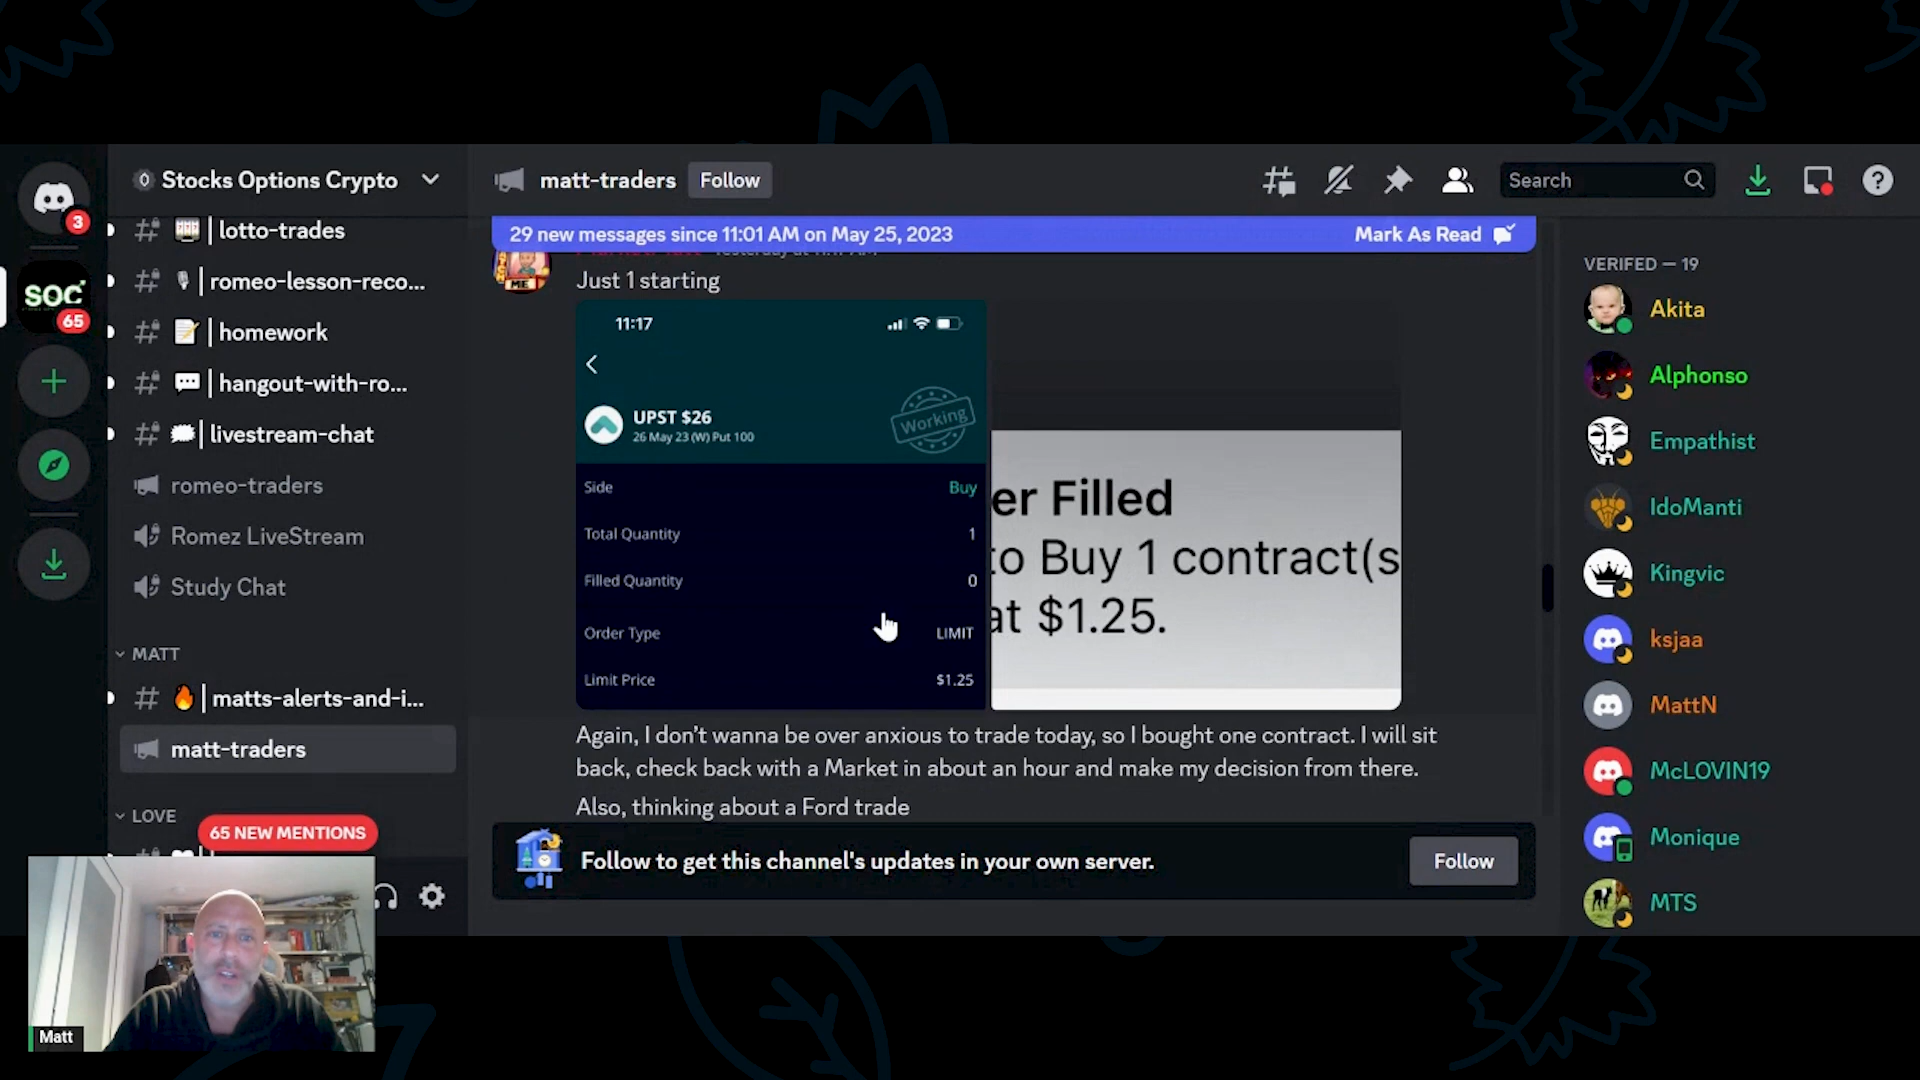 3
SOC
65
Stocks Options Crypto
lotto-trades
romeo-lesson-reco...
homework
hangout-with-ro...
livestream-chat
romeo-traders
Romez LiveStream
Study Chat
MATT
matts-alerts-and-i...
matt-traders
LOVE
65 NEW MENTIONS
Matt
matt-traders
Follow
Search
29 new messages since 11:01 AM on May 25, 2023
Mark As Read
ME!
Just 1 starting
11:17
UPST $26
26 May 23 (W) Put 100
Working
Side
Buy
Total Quantity
1
Filled Quantity
0
Order Type
LIMIT
Limit Price
$1.25
er Filled
to Buy 1 contract(s
at $1.25.
Again, I don't wanna be over anxious to trade today, so I bought one contract. I will sit
back, check back with a Market in about an hour and make my decision from there.
Also, thinking about a Ford trade
Follow to get this channel's updates in your own server.
Follow
VERIFED — 19
Akita
Alphonso
Empathist
IdoManti
Kingvic
ksjaa
MattN
McLOVIN19
Monique
MTS